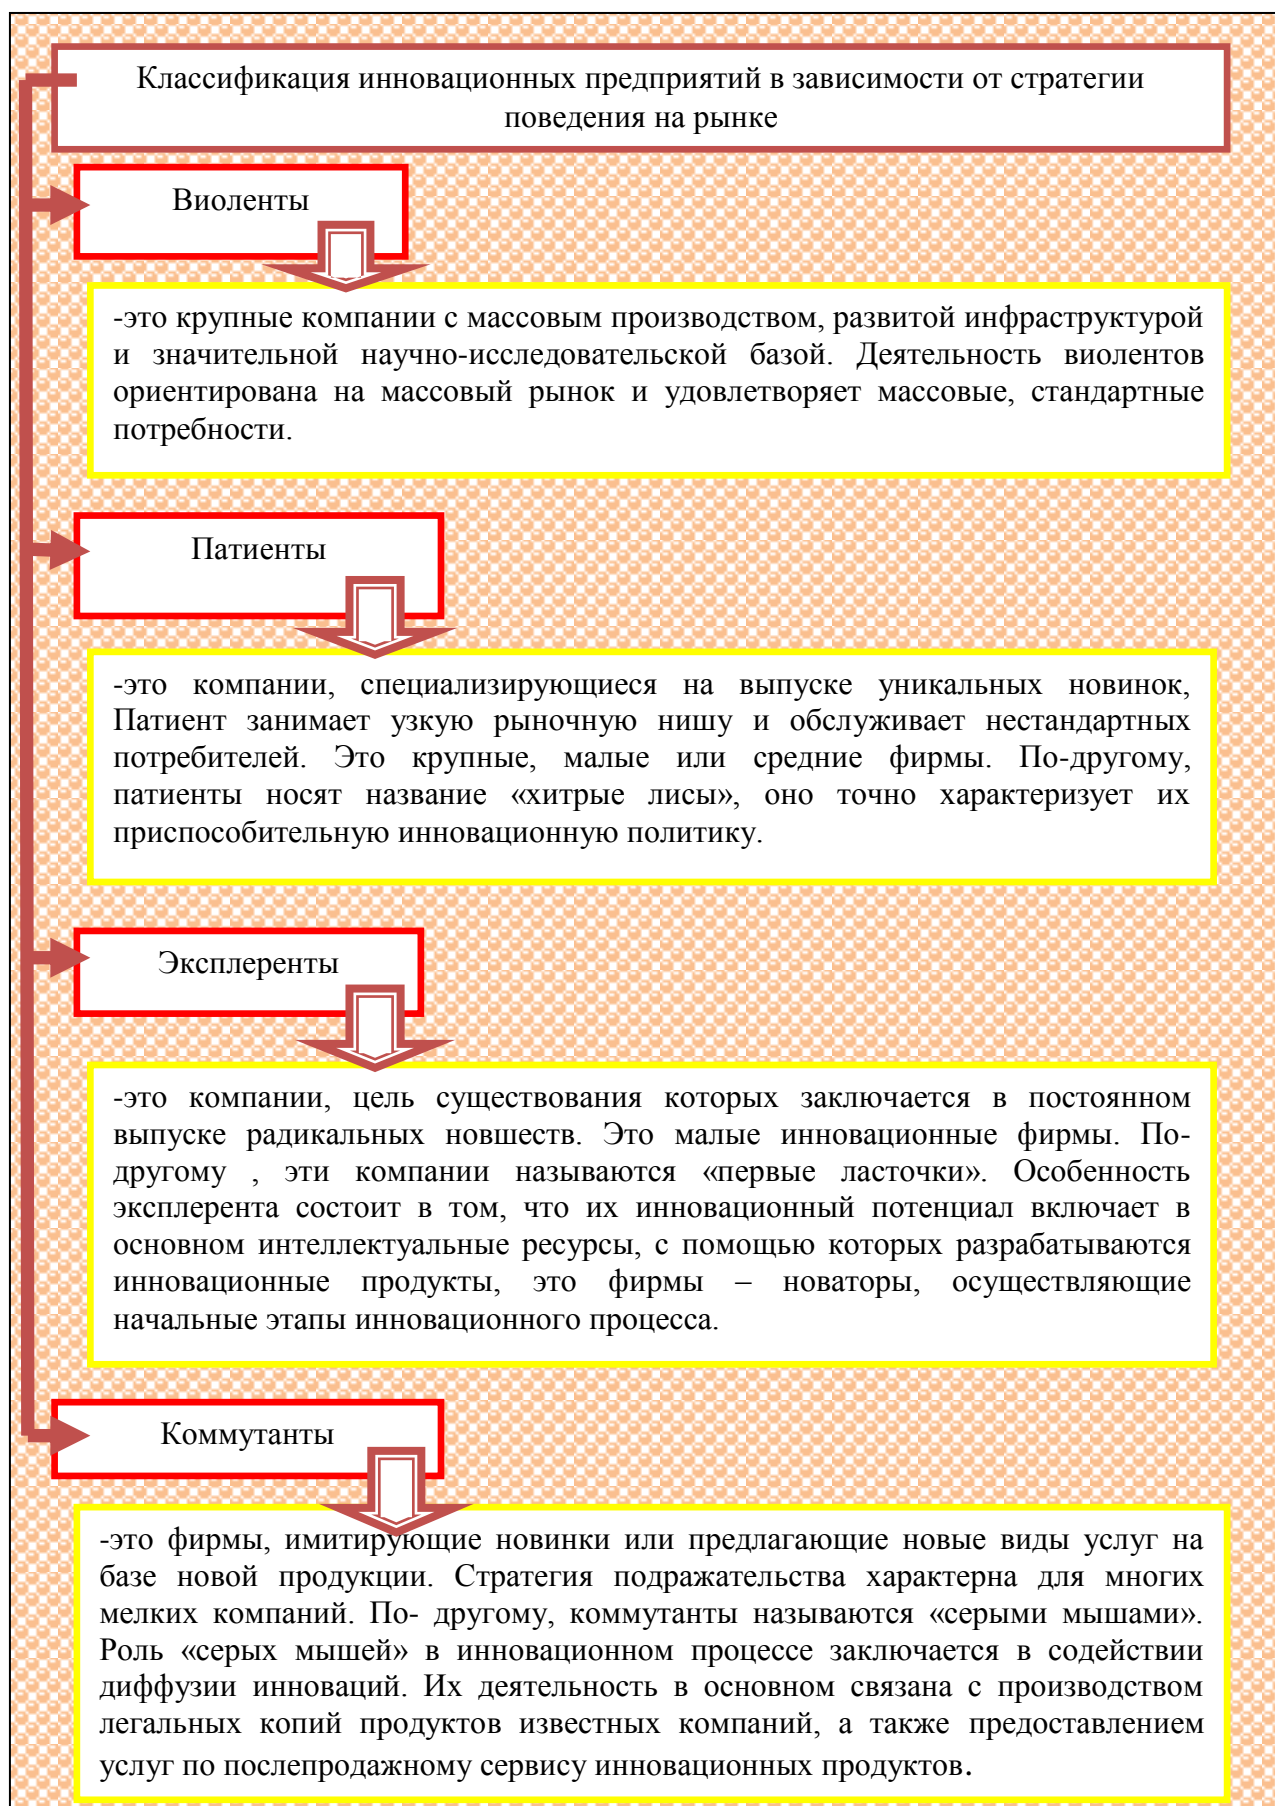 Классификация инновационных предприятий в зависимости от стратегии
поведения на рынке
Виоленты
-это крупные компании с массовым производством, развитой инфраструктурой
и значительной научно-исследовательской базой. Деятельность виолентов
ориентирована на массовый рынок и удовлетворяет массовые, стандартные
потребности.
Патиенты
-это компании, специализирующиеся на выпуске уникальных новинок,
Патиент занимает узкую рыночную нишу и обслуживает нестандартных
потребителей. Это крупные, малые или средние фирмы. По-другому,
патиенты носят название «хитрые лисы», оно точно характеризует их
приспособительную инновационную политику.
Эксплеренты
-это компании, цель существования которых заключается в постоянном
выпуске радикальных новшеств. Это малые инновационные фирмы. По-
другому , эти компании называются «первые ласточки». Особенность
эксплерента состоит в том, что их инновационный потенциал включает в
основном интеллектуальные ресурсы, с помощью которых разрабатываются
инновационные продукты, это фирмы – новаторы, осуществляющие
начальные этапы инновационного процесса.
Коммутанты
-это фирмы, имитирующие новинки или предлагающие новые виды услуг на
базе новой продукции. Стратегия подражательства характерна для многих
мелких компаний. По- другому, коммутанты называются «серыми мышами».
Роль «серых мышей» в инновационном процессе заключается в содействии
диффузии инноваций. Их деятельность в основном связана с производством
легальных копий продуктов известных компаний, а также предоставлением
услуг по послепродажному сервису инновационных продуктов.